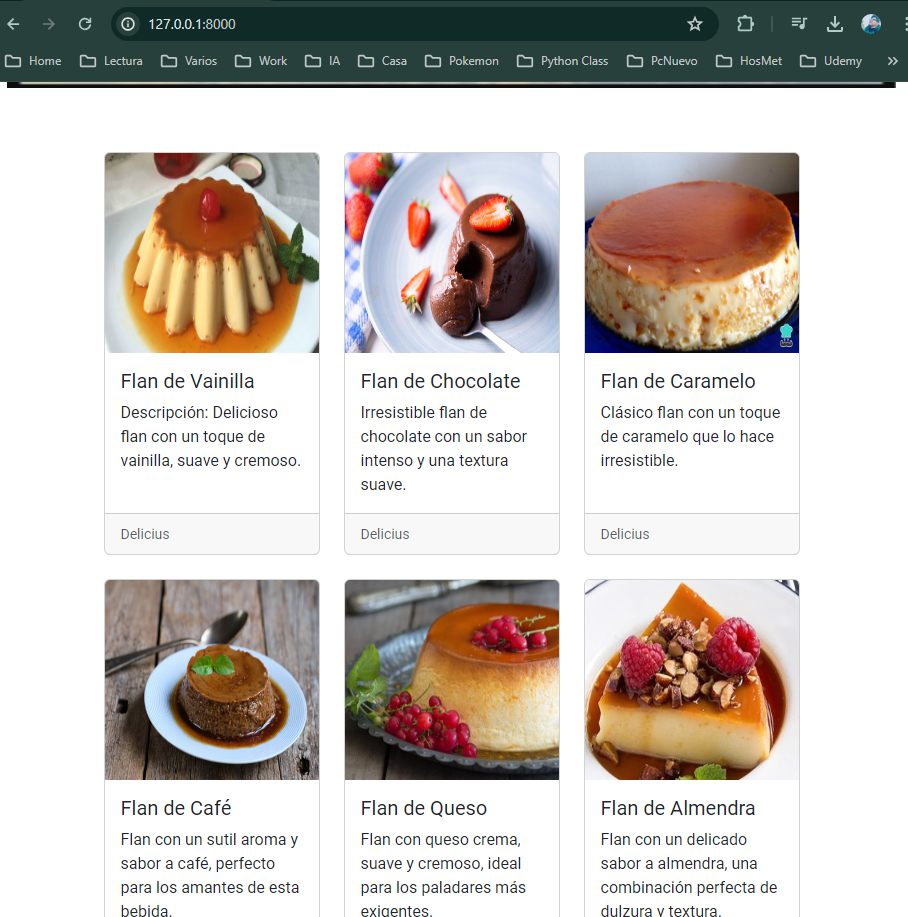 127.0.0.1:8000
Home Lectura Varios Work IA Casa Pokemon Python Class PcNuevo HosMet Udemy
Flan de Vainilla
Descripción: Delicioso
flan con un toque de
vainilla, suave y cremoso.
Delicius
Flan de Chocolate
Irresistible flan de
chocolate con un sabor
intenso y una textura
suave.
Delicius
Flan de Caramelo
Clásico flan con un toque
de caramelo que lo hace
irresistible.
Delicius
Flan de Café
Flan con un sutil aroma y
sabor a café, perfecto
para los amantes de esta
bebida.
Flan de Queso
Flan con queso crema,
suave y cremoso, ideal
para los paladares más
exigentes.
Flan de Almendra
Flan con un delicado
sabor a almendra, una
combinación perfecta de
dulzura y textura.